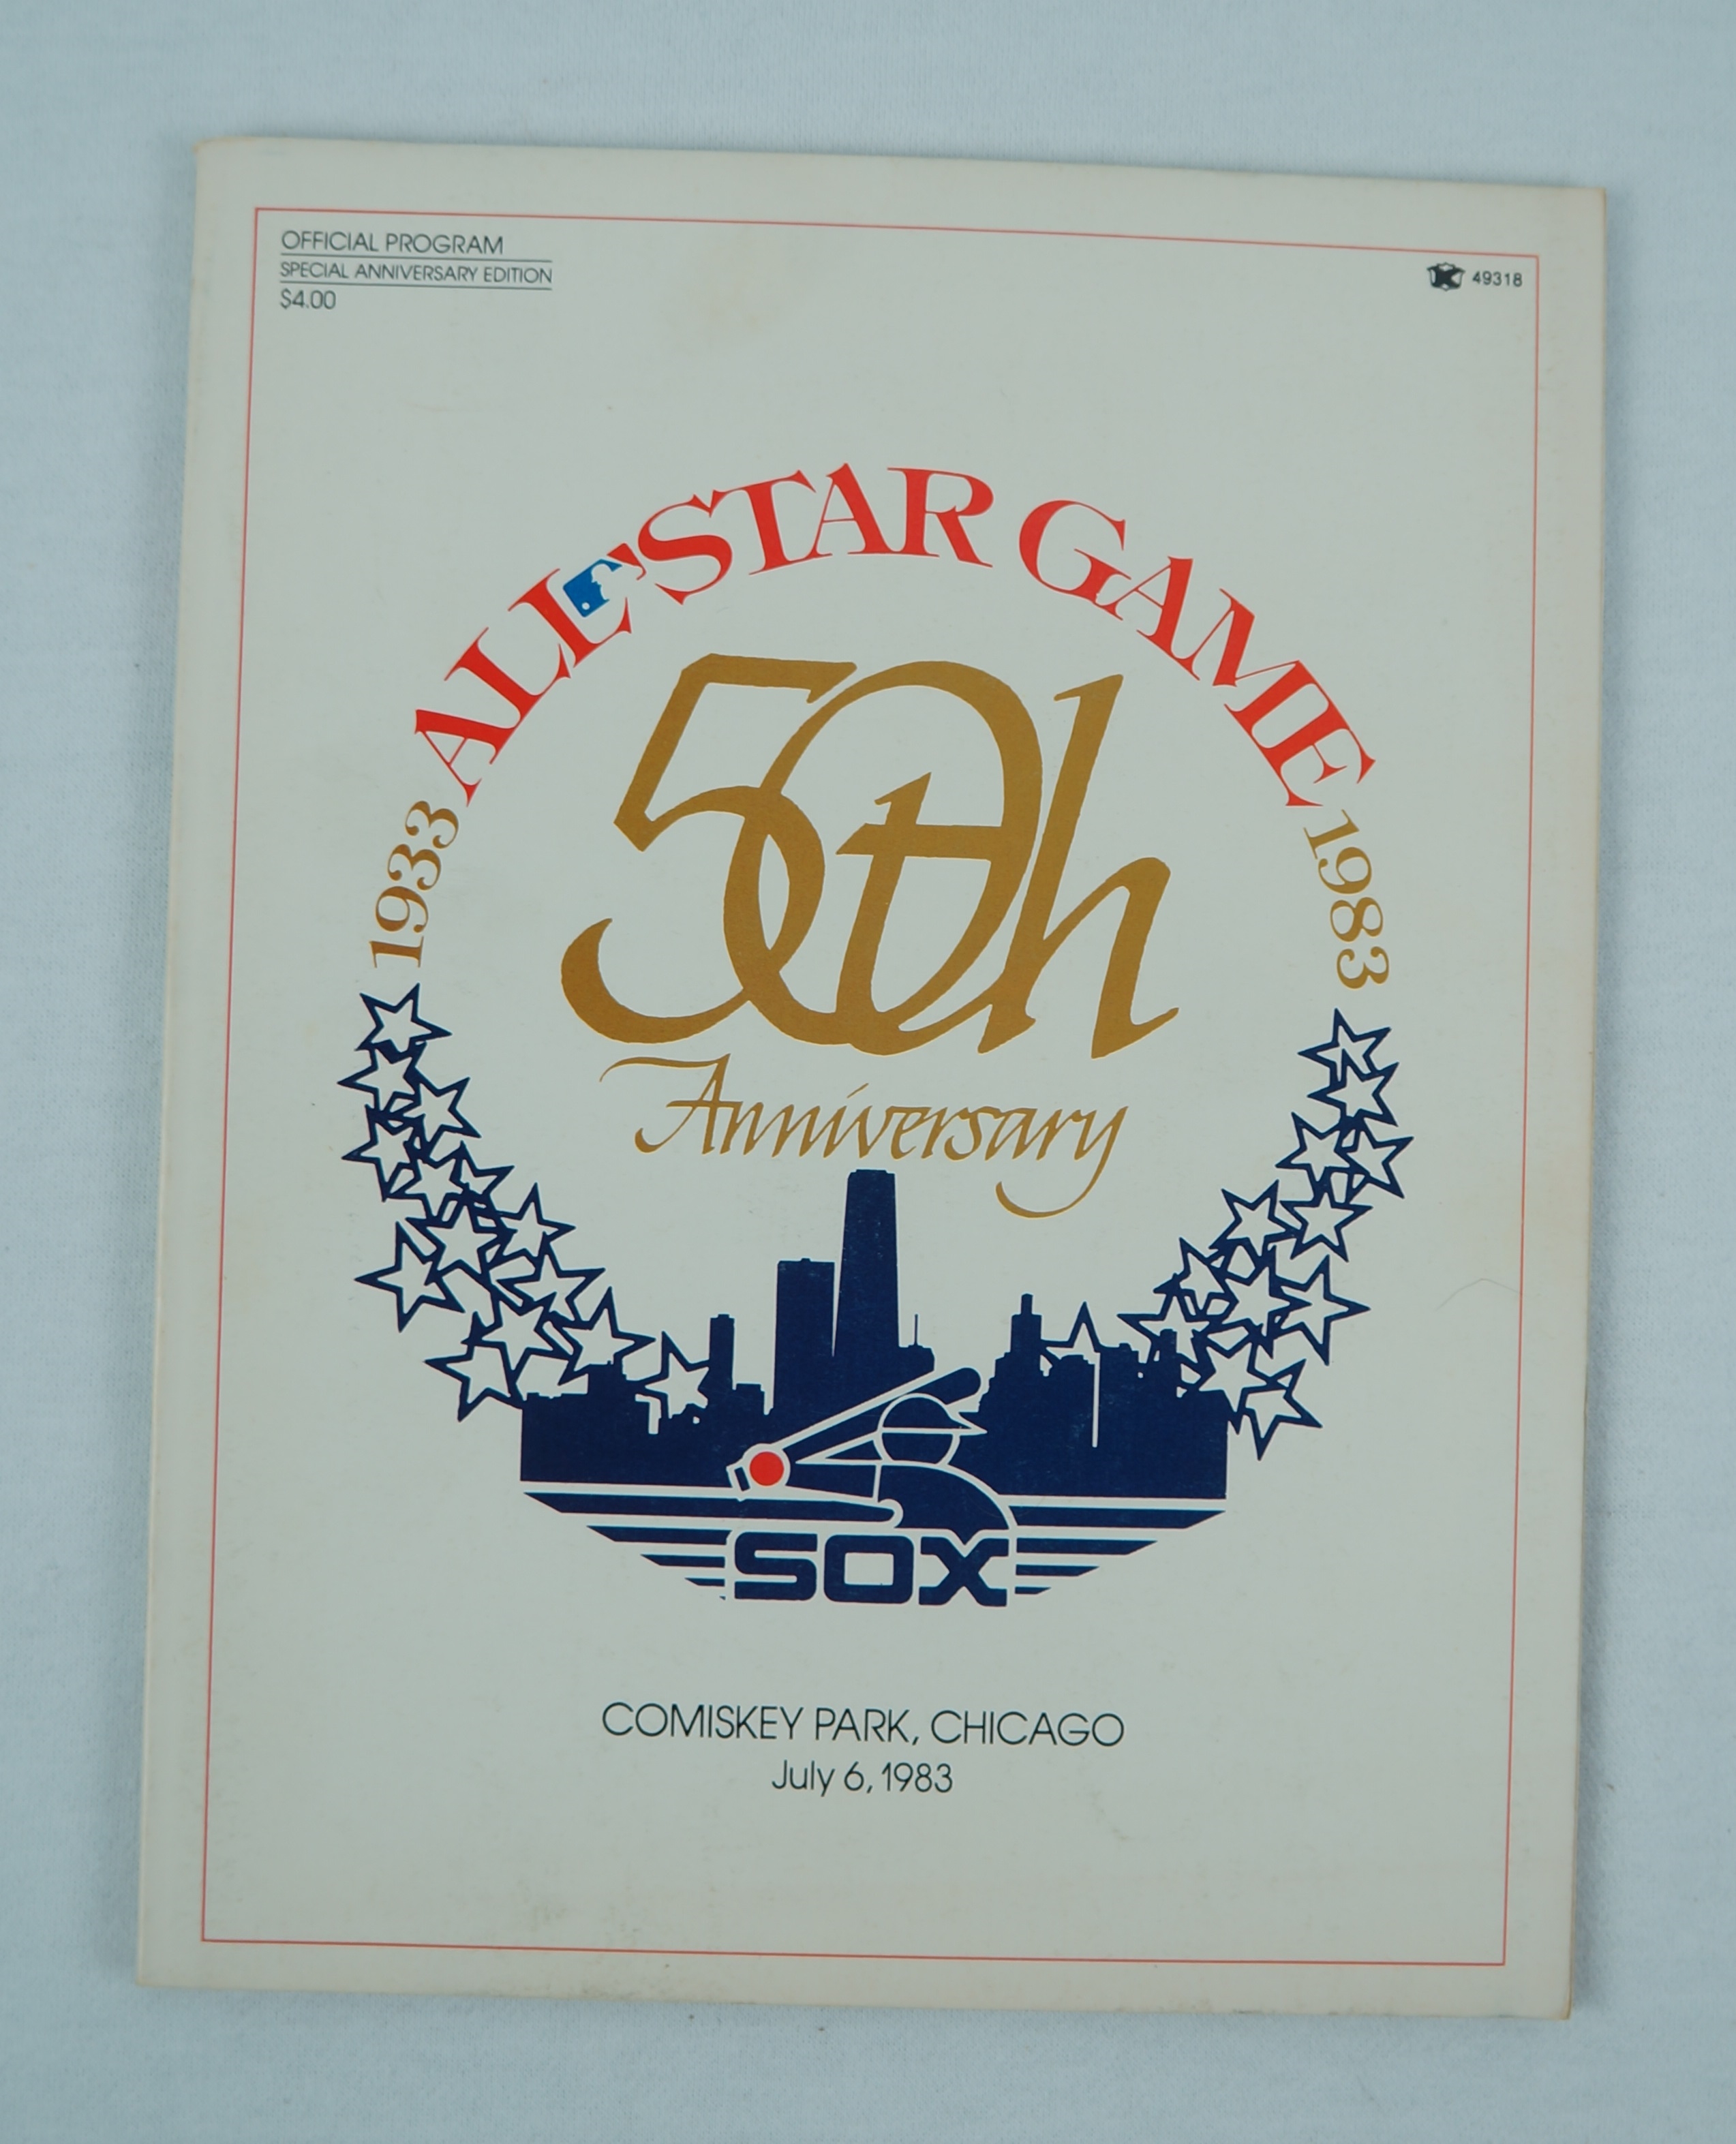 OFFICIAL PROGRAM
SPECIAL ANNIVERSARY EDITION
$4.00
49318
1933 ALL STAR GAME 1983
50th
Anniversary
SOX
COMISKEY PARK, CHICAGO
July 6, 1983